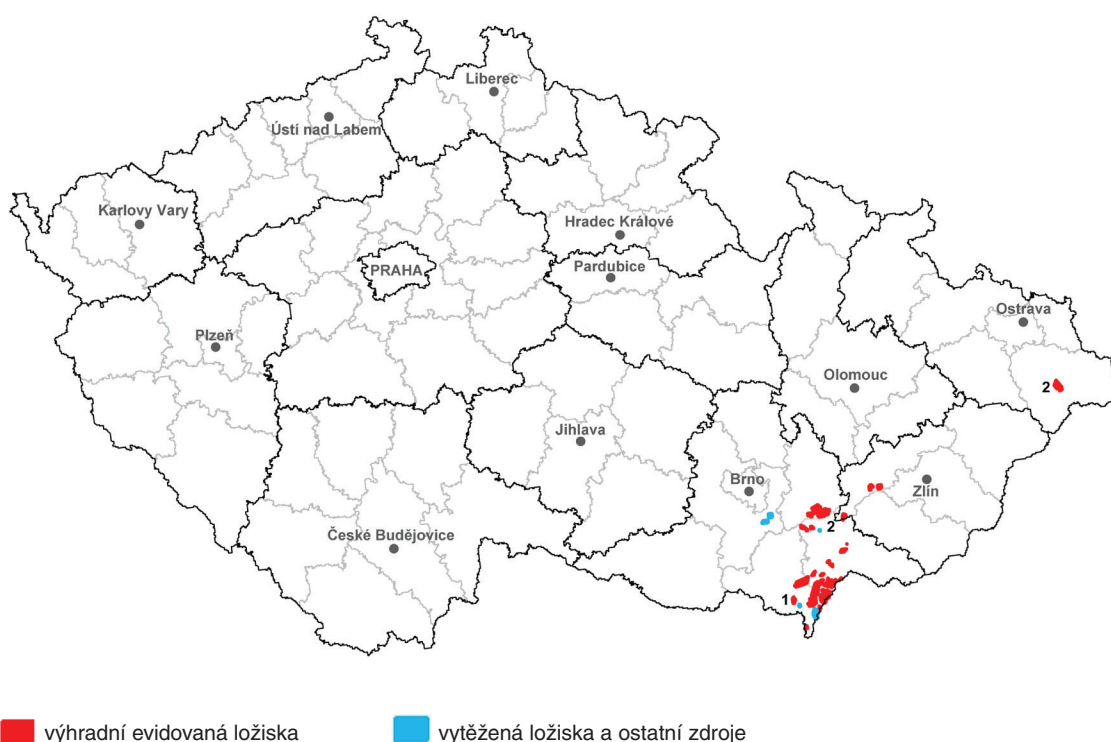 Liberec
Ústí nad Labem
Karlovy Vary
Hradec Králové
PRAHA
Pardubice
Ostrava
Plzeň
Olomouc
2
Jihlava
Brno
Zlín
2
České Budějovice
1
výhradní evidovaná ložiska
vytěžená ložiska a ostatní zdroje